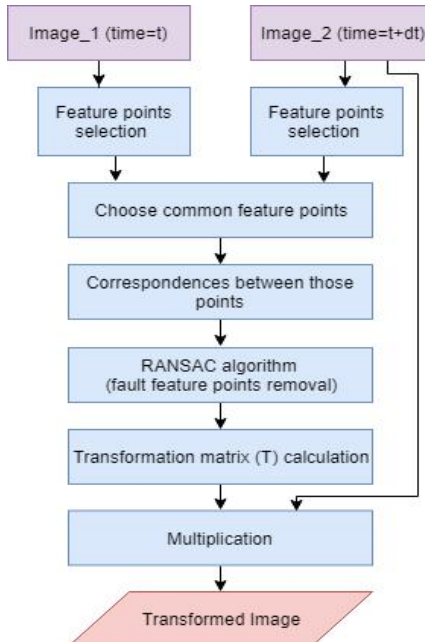 Image_1 (time=t)
Image_2 (time=t+dt)
Feature points
selection
Feature points
selection
Choose common feature points
Correspondences between those
points
RANSAC algorithm
(fault feature points removal)
Transformation matrix (T) calculation
Multiplication
Transformed Image